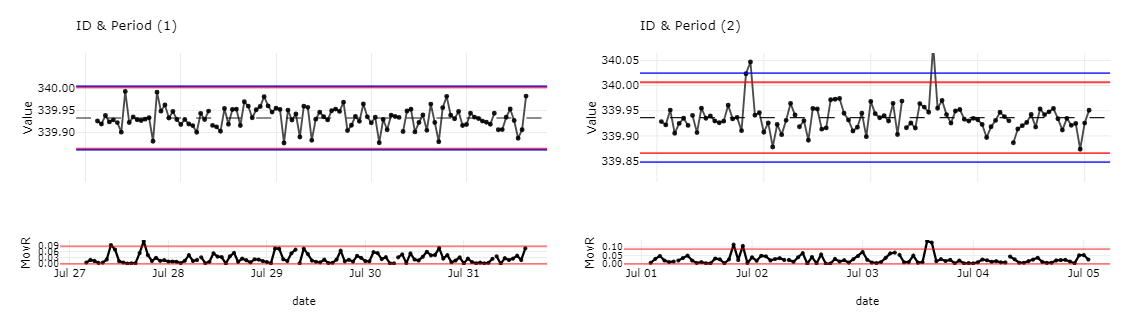 ID & Period (1)
340.00
339.95
339.90
Value
0.09
0.06
0.03
0.00
MovR
Jul 27
Jul 28
Jul 29
Jul 30
Jul 31
date
ID & Period (2)
340.05
340.00
339.95
339.90
339.85
Value
0.10
0.05
0.00
MovR
Jul 01
Jul 02
Jul 03
Jul 04
Jul 05
date